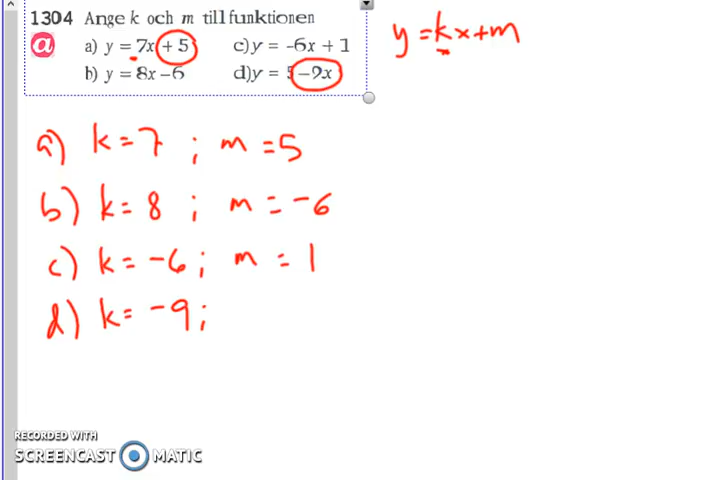 1304 Ange k och m till funktionen
a a) y = 7x + 5 c) y = -6x + 1
b) y = 8x - 6 d) y = 5 - 9x
y = kx + m
a) k = 7 ; m = 5
b) k = 8 ; m = -6
c) k = -6 ; m = 1
d) k = -9 ;
RECORDED WITH
SCREENCAST MATIC